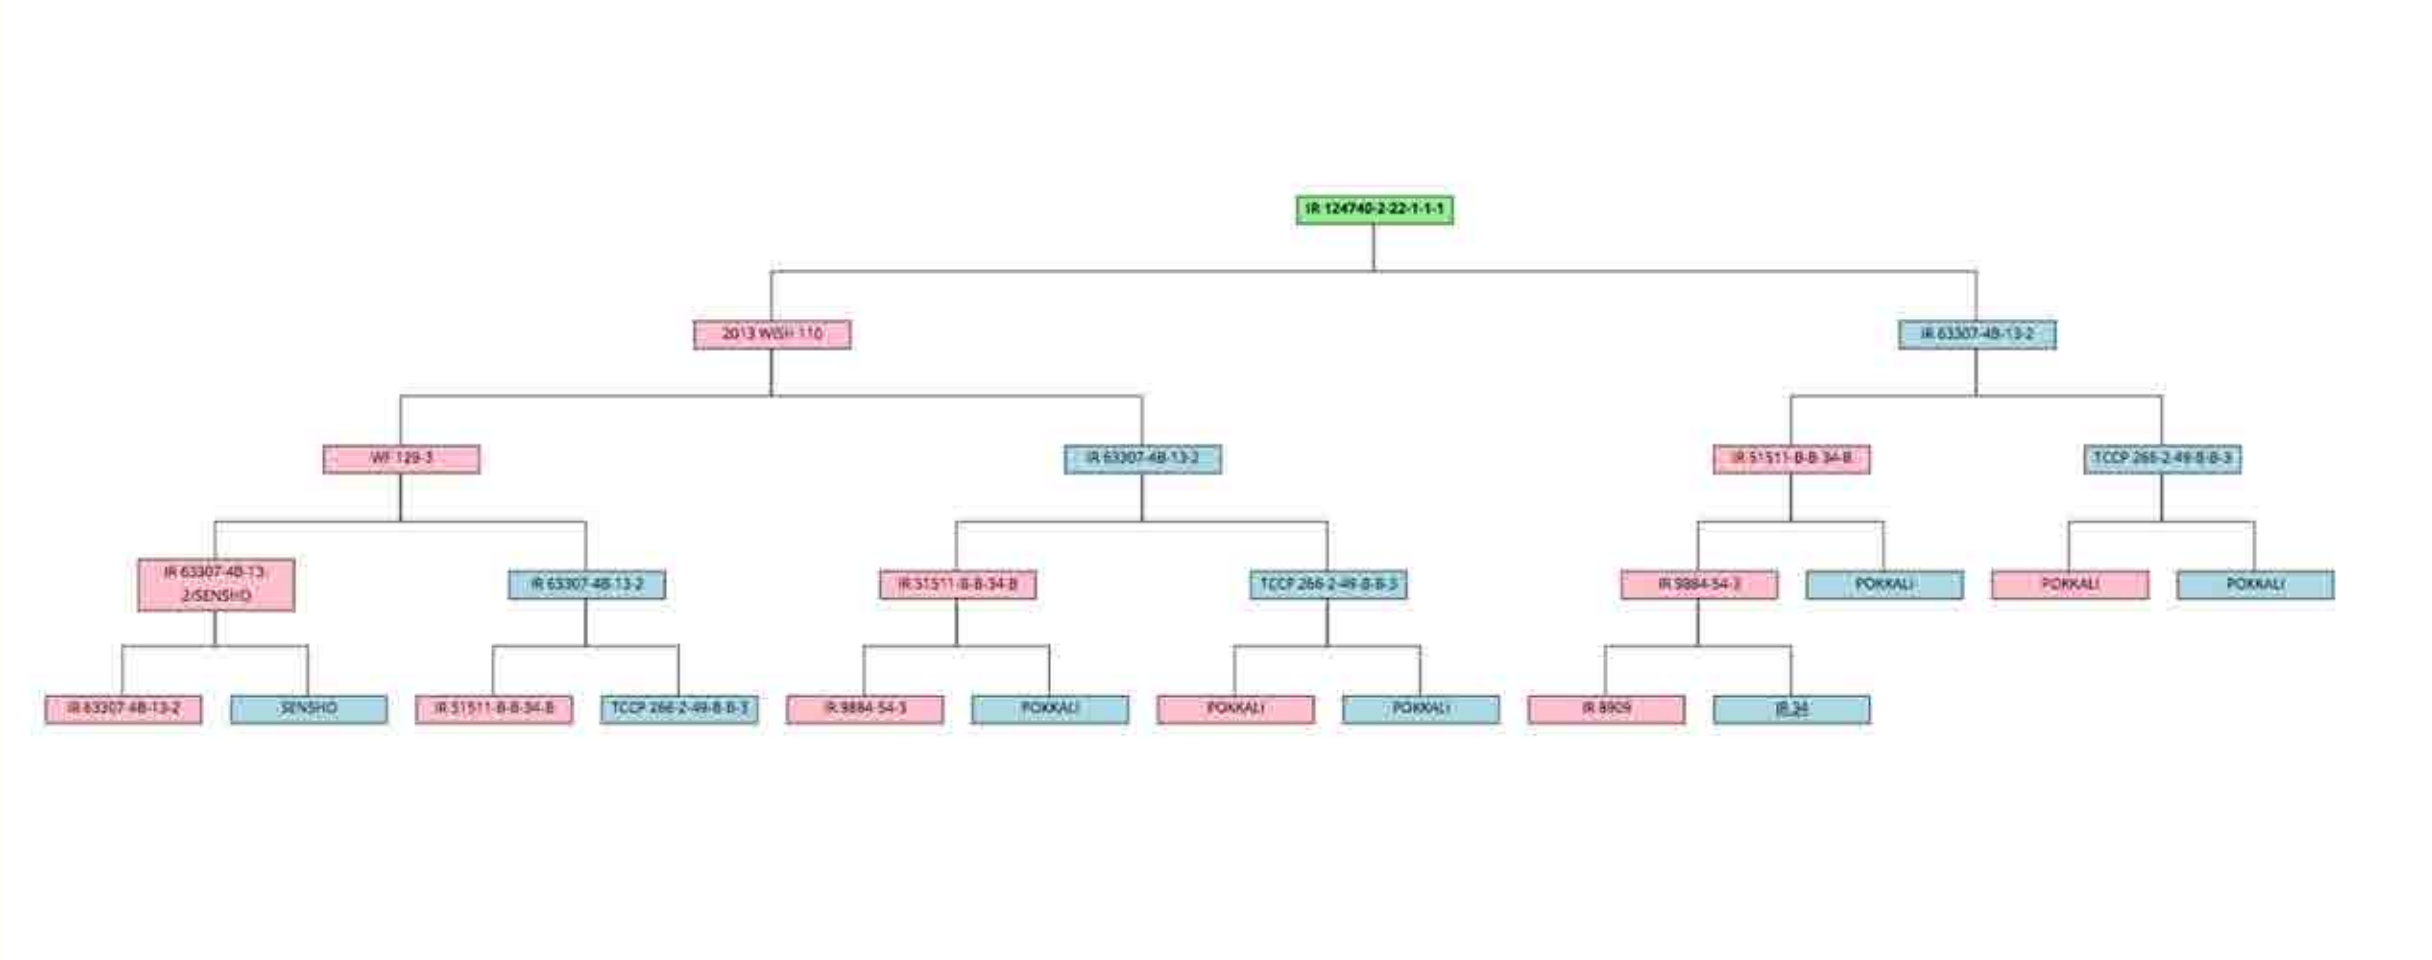 IR 124740-2-22-1-1-1
2013 WISH 110
IR 63307-4B-13-2
WF 129-3
IR 63307-4B-13-2
IR 51511-B-B-34-B
TCCP 266-2-49-B-B-3
IR 63307-4B-13-
2/SENSHO
IR 63307-4B-13-2
IR 51511-B-B-34-B
TCCP 266-2-49-B-B-3
IR 9884-54-3
POKKALI
POKKALI
POKKALI
IR 63307-4B-13-2
SENSHO
IR 51511-B-B-34-B
TCCP 266-2-49-B-B-3
IR 9884-54-3
POKKALI
POKKALI
POKKALI
IR 8909
IR 34